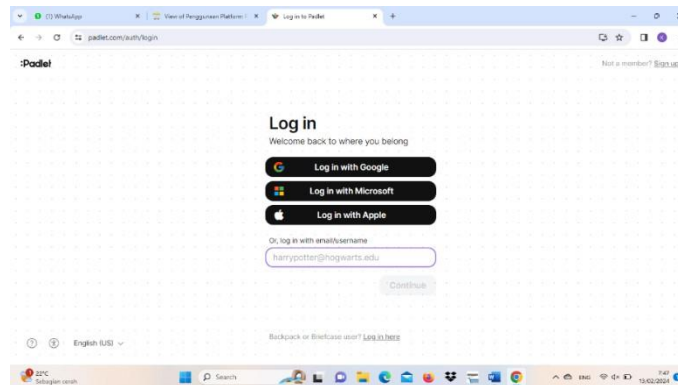 (1) WhatsApp
View of Penggunaan Platform
Log in to Padlet
padlet.com/auth/login
:Padlet
Not a member? Sign up
Log in
Welcome back to where you belong
Log in with Google
Log in with Microsoft
Log in with Apple
Or, log in with email/username
harrypotter@hogwarts.edu
Continue
Backpack or Briefcase user? Log in here
English (US)
22°C
Sebagian cerah
Search
ENG
7:47
13/02/2024